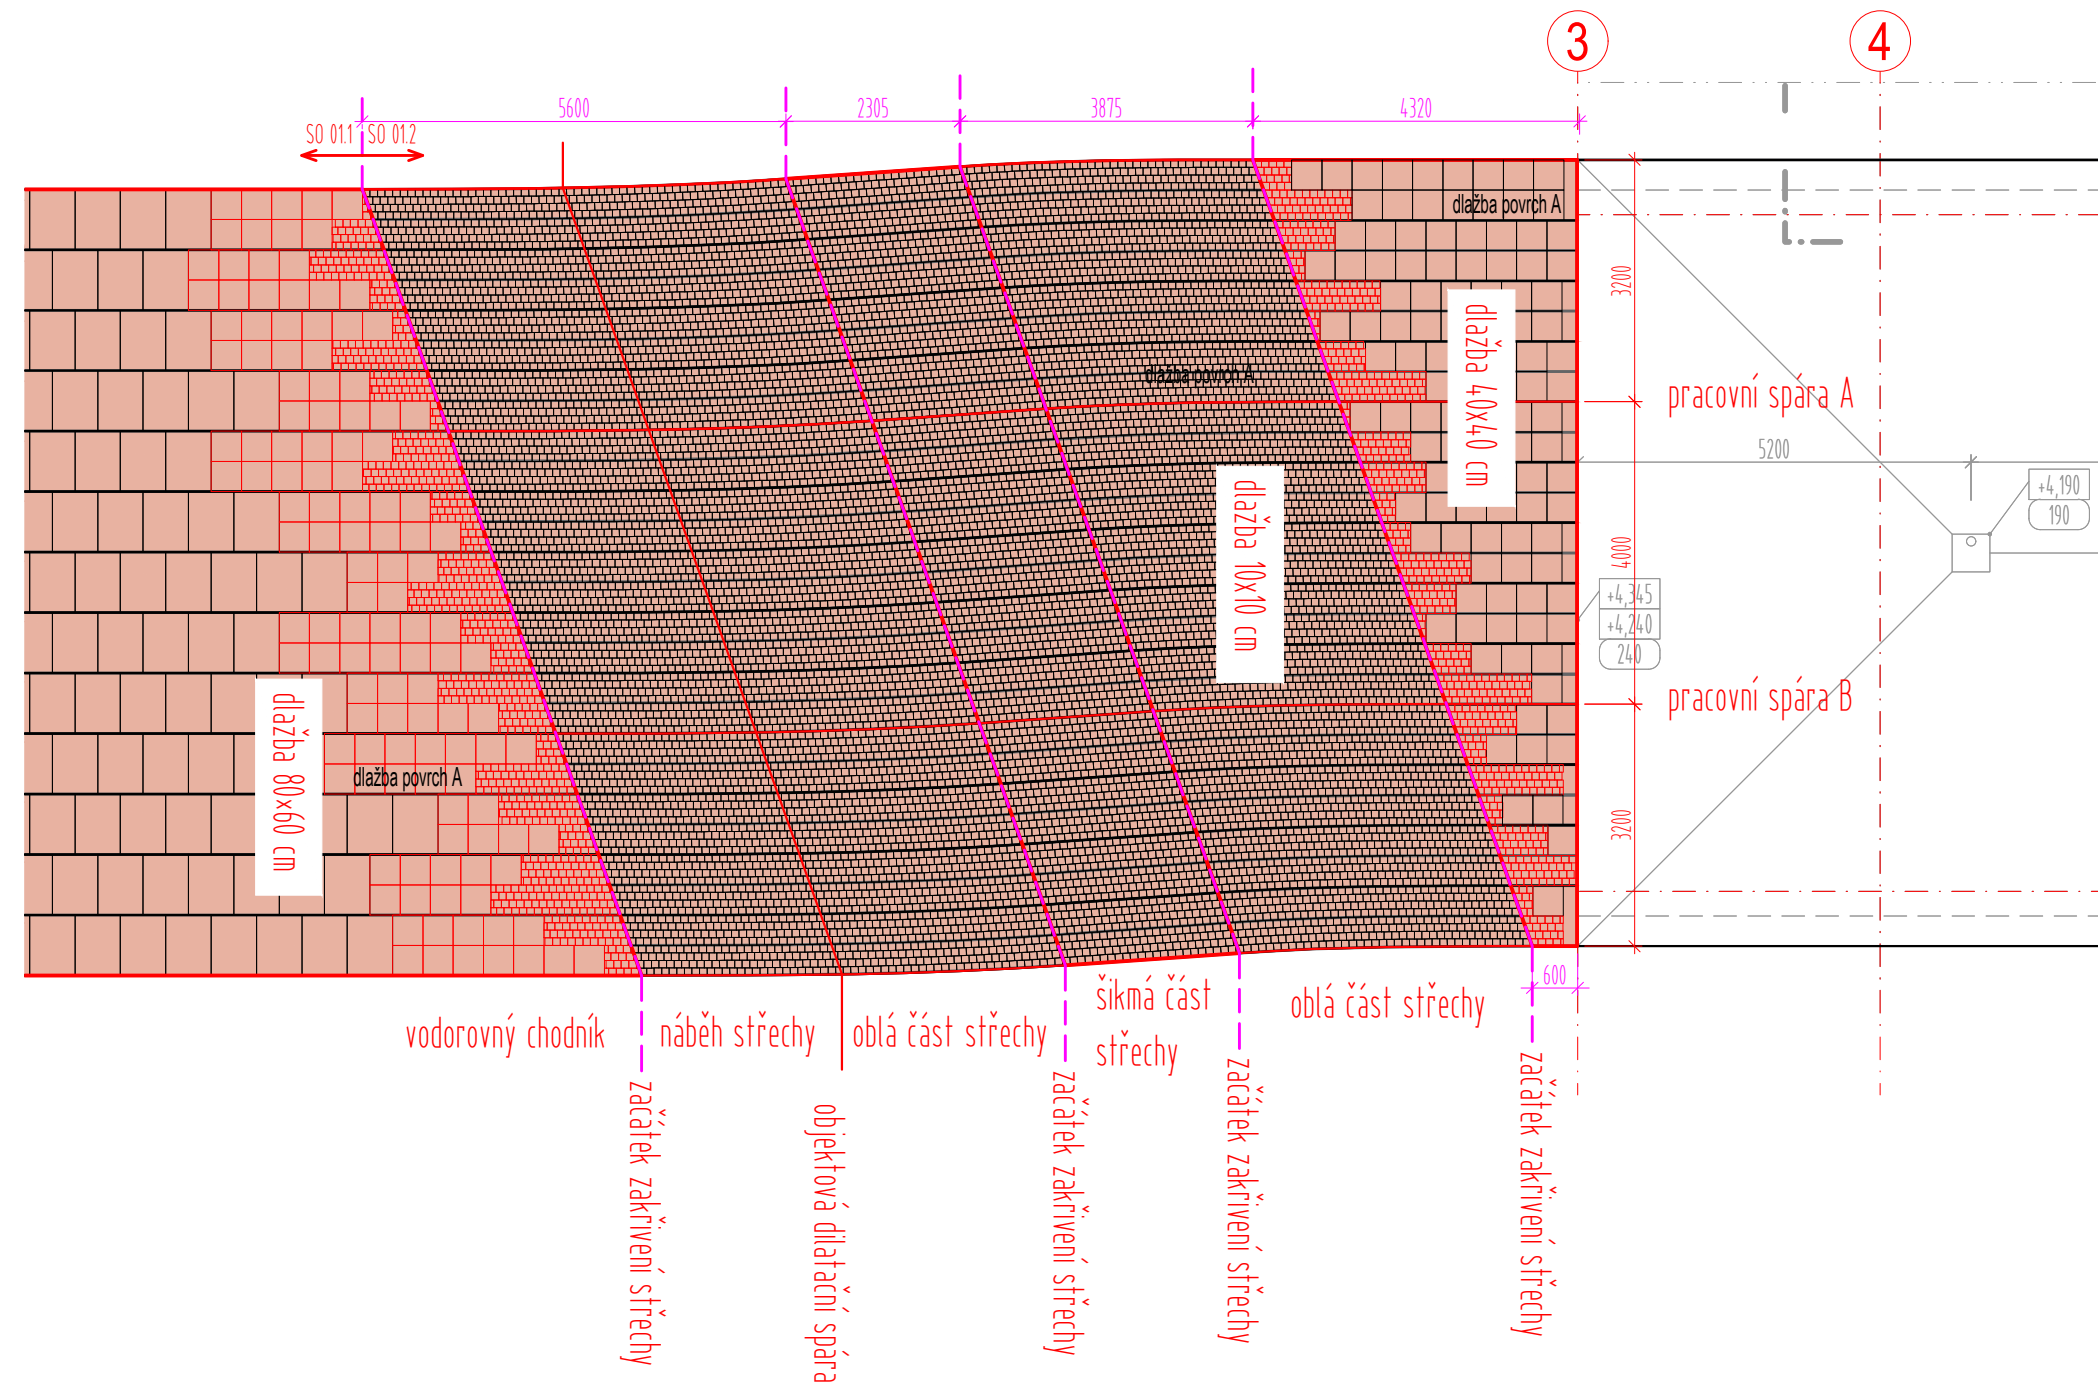 3
4
5600
2305
3875
4320
SO 01.1
SO 01.2
dlažba povrch A
3200
dlažba 40x40 cm
dlažba povrch A
pracovní spára A
5200
+4,190
190
dlažba 10x10 cm
4000
+4,345
+4,240
240
pracovní spára B
dlažba 80x60 cm
dlažba povrch A
3200
600
vodorovný chodník
náběh střechy
oblá část střechy
šikmá část
střechy
oblá část střechy
začátek zakřivení střechy
objektová dilatační spára
začátek zakřivení střechy
začátek zakřivení střechy
začátek zakřivení střechy